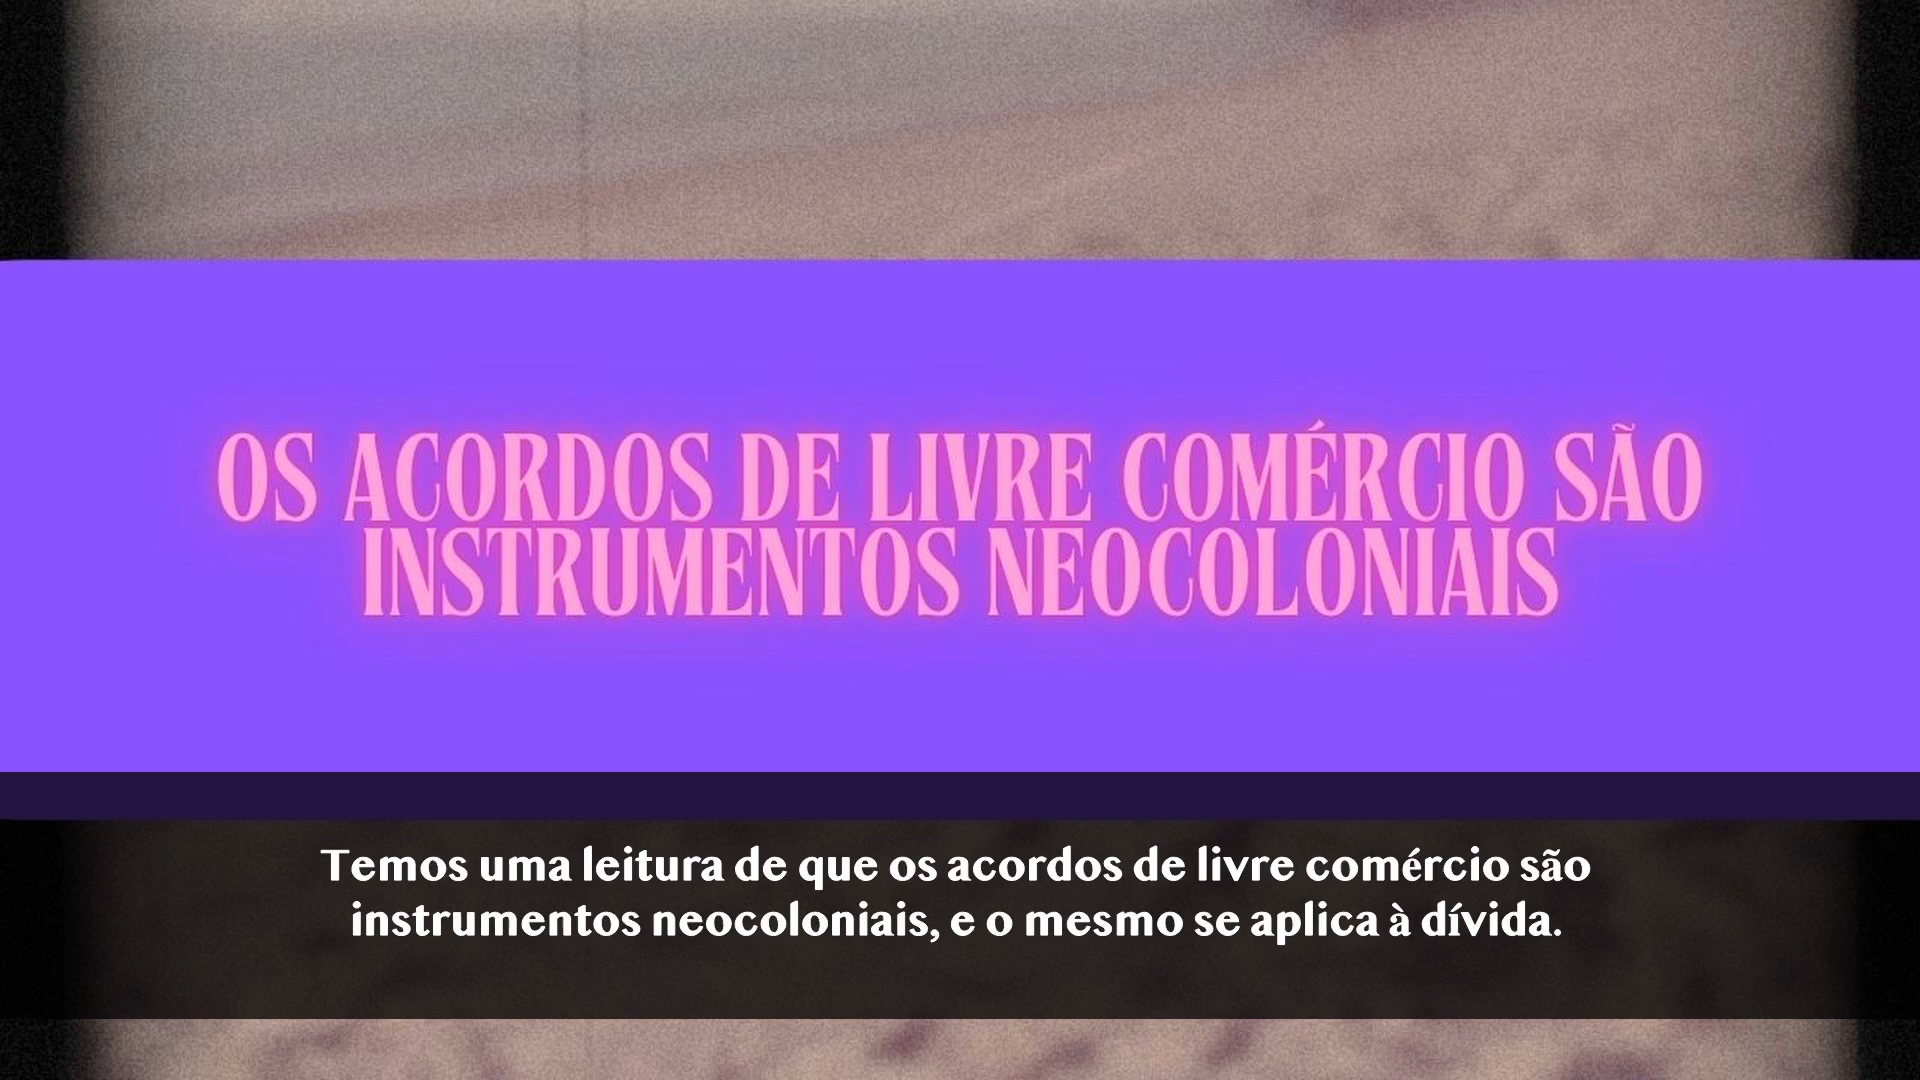 OS ACORDOS DE LIVRE COMÉRCIO SÃO
INSTRUMENTOS NEOCOLONIAIS
Temos uma leitura de que os acordos de livre comércio são
instrumentos neocoloniais, e o mesmo se aplica à dívida.